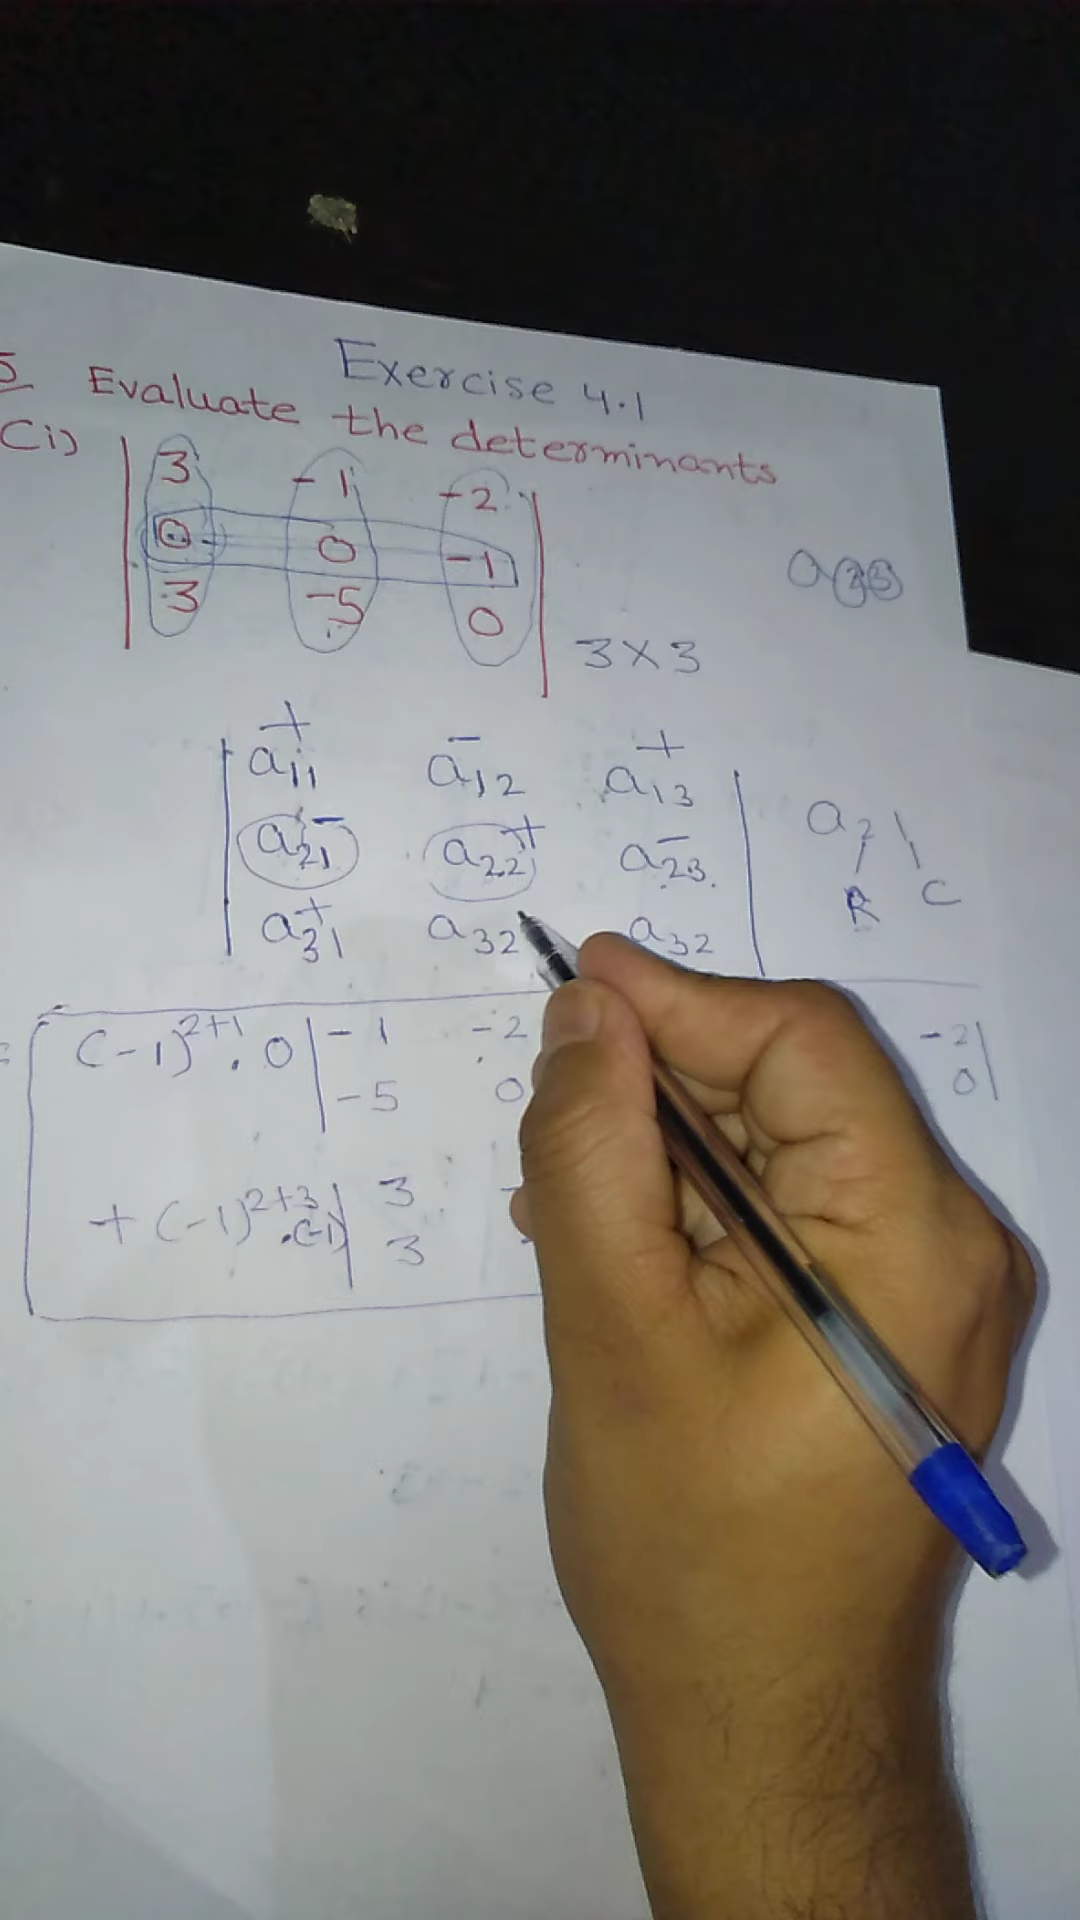 Exercise 4.1
5 Evaluate the determinants
(i) | 3 -1 -2 |
| 0 0 -1 |
| 3 -5 0 | 3×3
a23
| a11 + a12 - a13 + |
| a21 - a22 + a23 - |
| a31 + a32 a32 |
a21
R C
= (-1)^2+1 . 0 | -1 -2 -2 |
-5 0 0
+ (-1)^2+3 .(-1) | 3
3